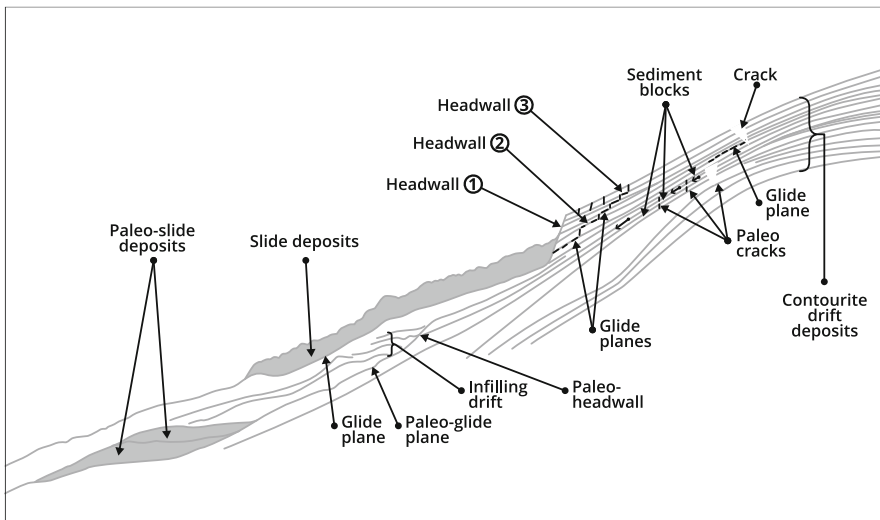 Sediment
blocks
Crack
Headwall 3
Headwall 2
Headwall 1
Paleo-slide
deposits
Slide deposits
Glide
plane
Paleo
cracks
Contourite
drift
deposits
Glide
planes
Infilling
drift
Paleo-
headwall
Glide
plane
Paleo-glide
plane